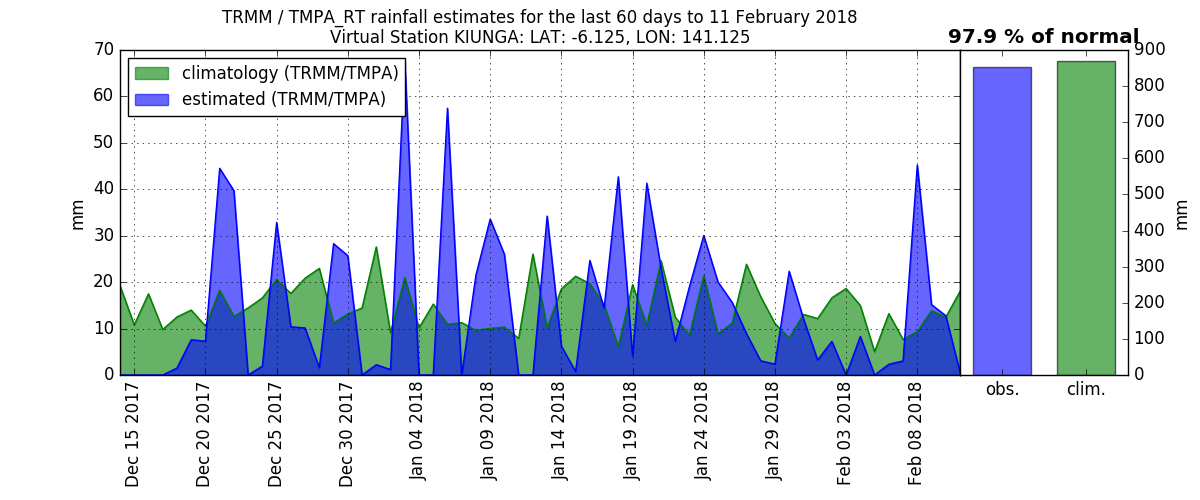 TRMM / TMPA_RT rainfall estimates for the last 60 days to 11 February 2018
Virtual Station KIUNGA: LAT: -6.125, LON: 141.125
97.9 % of normal
climatology (TRMM/TMPA)
estimated (TRMM/TMPA)
70
60
50
40
30
20
10
0
mm
Dec 15 2017
Dec 20 2017
Dec 25 2017
Dec 30 2017
Jan 04 2018
Jan 09 2018
Jan 14 2018
Jan 19 2018
Jan 24 2018
Jan 29 2018
Feb 03 2018
Feb 08 2018
obs.
clim.
900
800
700
600
500
400
300
200
100
0
mm